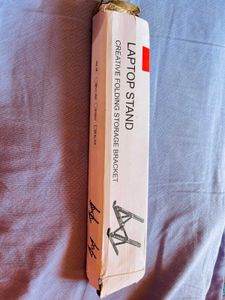 LAPTOP STAND
CREATIVE FOLDING STORAGE BRACKET